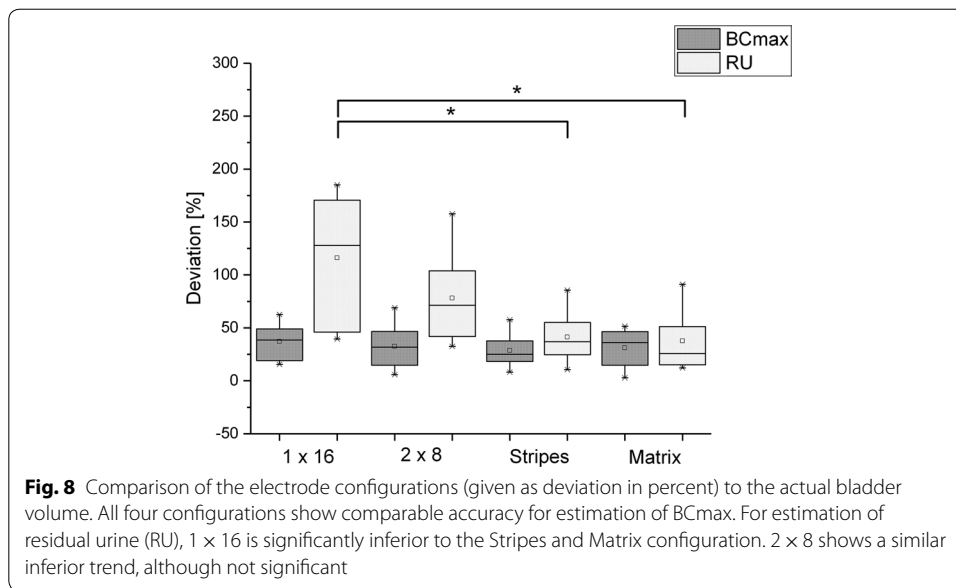 BCmax
RU
300
250
200
150
100
50
0
-50
Deviation [%]
*
*
1 x 16
2 x 8
Stripes
Matrix
Fig. 8 Comparison of the electrode configurations (given as deviation in percent) to the actual bladder
volume. All four configurations show comparable accuracy for estimation of BCmax. For estimation of
residual urine (RU), 1 × 16 is significantly inferior to the Stripes and Matrix configuration. 2 × 8 shows a similar
inferior trend, although not significant